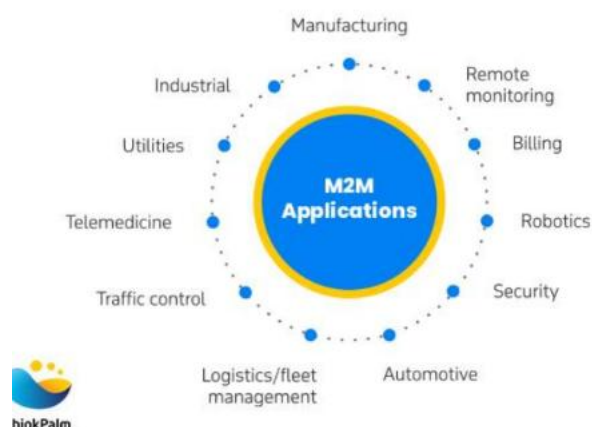 Manufacturing
Remote
monitoring
Billing
Robotics
Security
Automotive
Logistics/fleet
management
Traffic control
Telemedicine
Utilities
Industrial
M2M
Applications